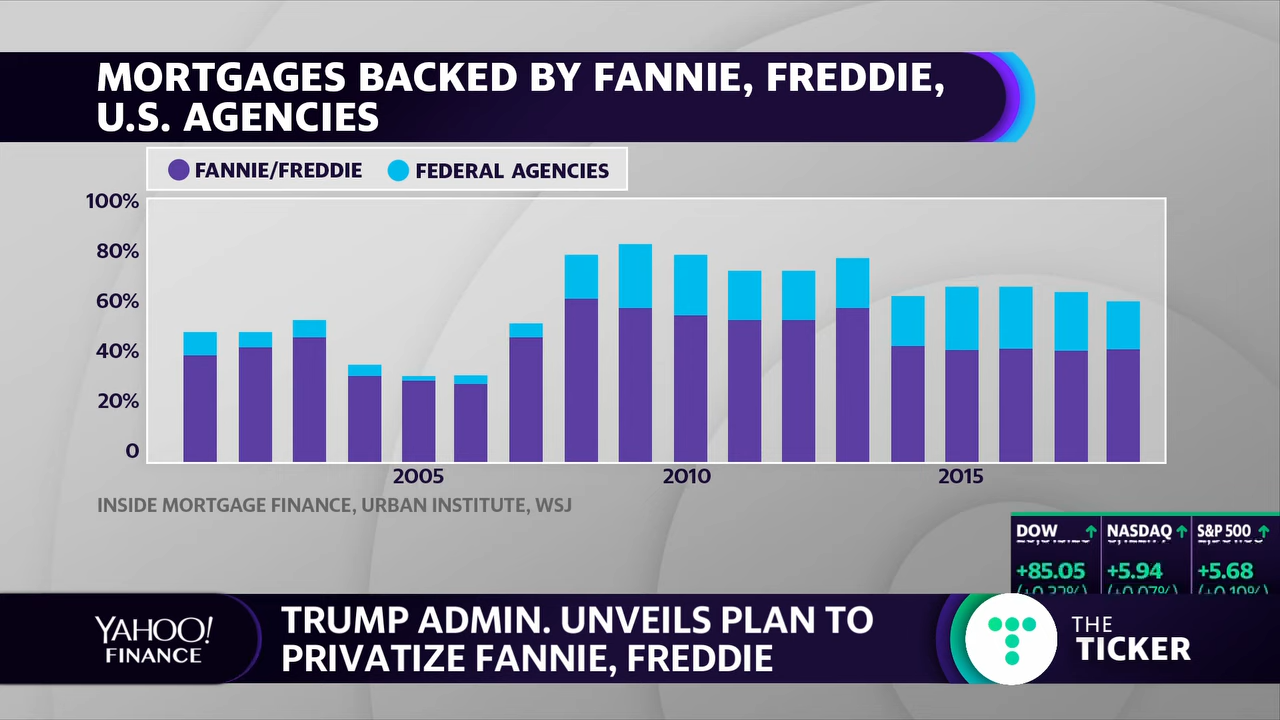 MORTGAGES BACKED BY FANNIE, FREDDIE,
U.S. AGENCIES
FANNIE/FREDDIE FEDERAL AGENCIES
100%
80%
60%
40%
20%
0
2005 2010 2015
INSIDE MORTGAGE FINANCE, URBAN INSTITUTE, WSJ
DOW NASDAQ S&P 500
+85.05 +5.94 +5.68
YAHOO!
FINANCE
TRUMP ADMIN. UNVEILS PLAN TO
PRIVATIZE FANNIE, FREDDIE
THE
TICKER